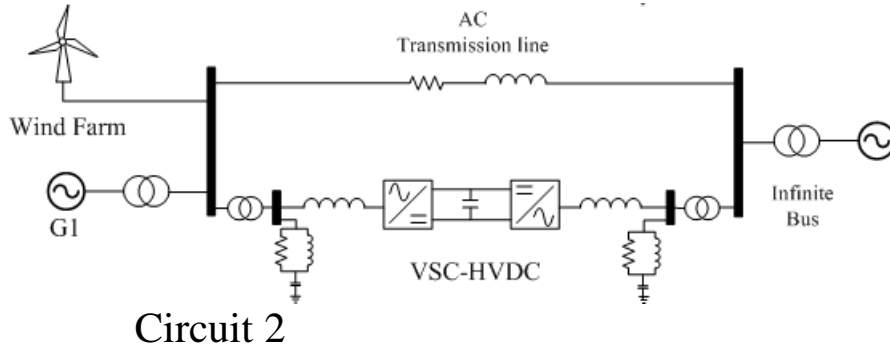 AC
Transmission line
Wind Farm
G1
Infinite
Bus
VSC-HVDC
Circuit 2